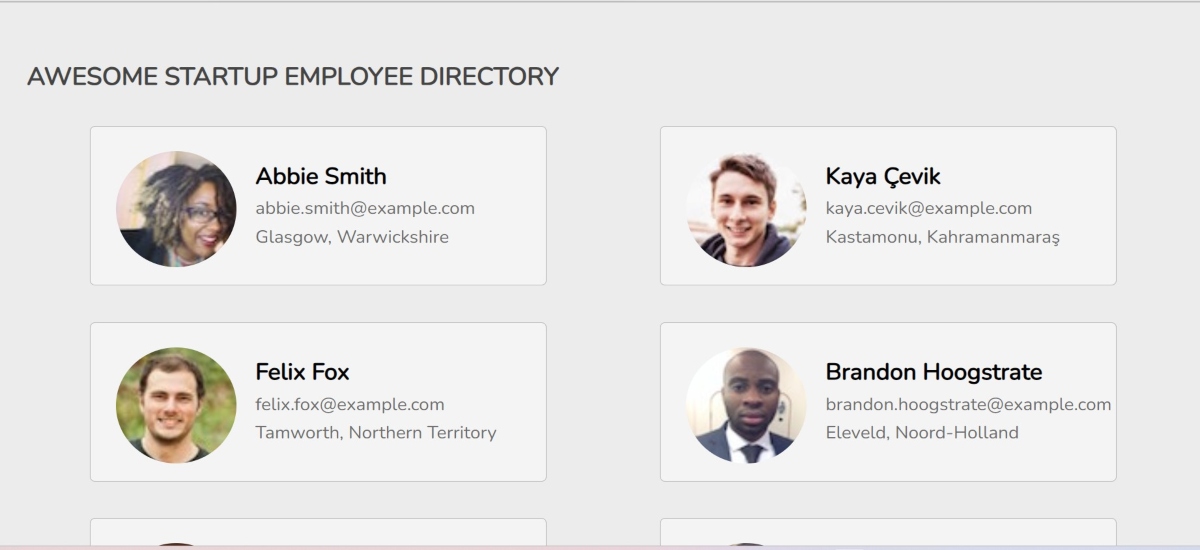 AWESOME STARTUP EMPLOYEE DIRECTORY
Abbie Smith
abbie.smith@example.com
Glasgow, Warwickshire
Kaya Çevik
kaya.cevik@example.com
Kastamonu, Kahramanmaraş
Felix Fox
felix.fox@example.com
Tamworth, Northern Territory
Brandon Hoogstrate
brandon.hoogstrate@example.com
Eleveld, Noord-Holland